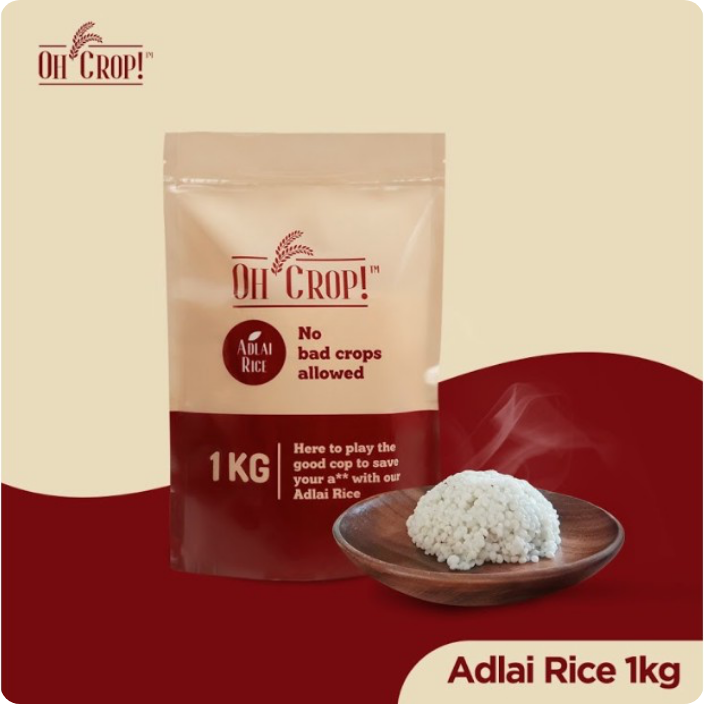 OH CROP!™
OH CROP!™
ADLAI
RICE
No
bad crops
allowed
1 KG
Here to play the
good cop to save
your a** with our
Adlai Rice
Adlai Rice 1kg